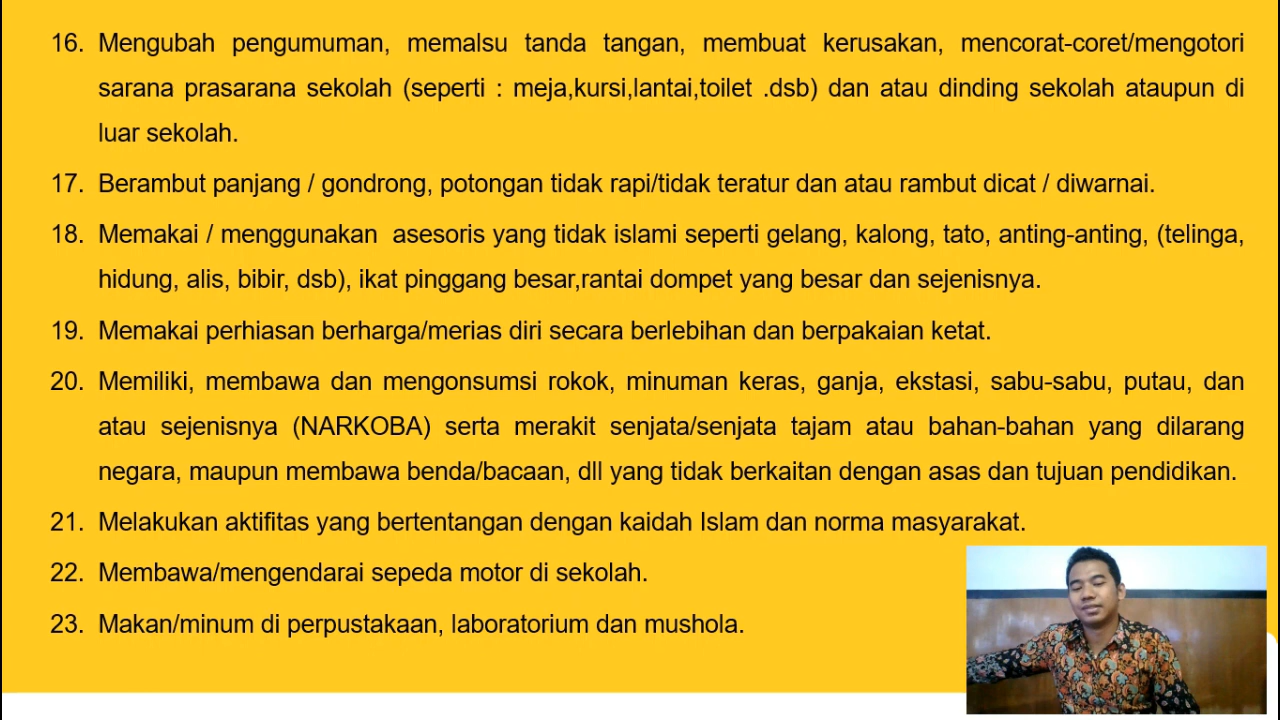 16. Mengubah pengumuman, memalsu tanda tangan, membuat kerusakan, mencorat-coret/mengotori
sarana prasarana sekolah (seperti : meja,kursi,lantai,toilet .dsb) dan atau dinding sekolah ataupun di
luar sekolah.
17. Berambut panjang / gondrong, potongan tidak rapi/tidak teratur dan atau rambut dicat / diwarnai.
18. Memakai / menggunakan  asesoris yang tidak islami seperti gelang, kalong, tato, anting-anting, (telinga,
hidung, alis, bibir, dsb), ikat pinggang besar,rantai dompet yang besar dan sejenisnya.
19. Memakai perhiasan berharga/merias diri secara berlebihan dan berpakaian ketat.
20. Memiliki, membawa dan mengonsumsi rokok, minuman keras, ganja, ekstasi, sabu-sabu, putau, dan
atau sejenisnya (NARKOBA) serta merakit senjata/senjata tajam atau bahan-bahan yang dilarang
negara, maupun membawa benda/bacaan, dll yang tidak berkaitan dengan asas dan tujuan pendidikan.
21. Melakukan aktifitas yang bertentangan dengan kaidah Islam dan norma masyarakat.
22. Membawa/mengendarai sepeda motor di sekolah.
23. Makan/minum di perpustakaan, laboratorium dan mushola.